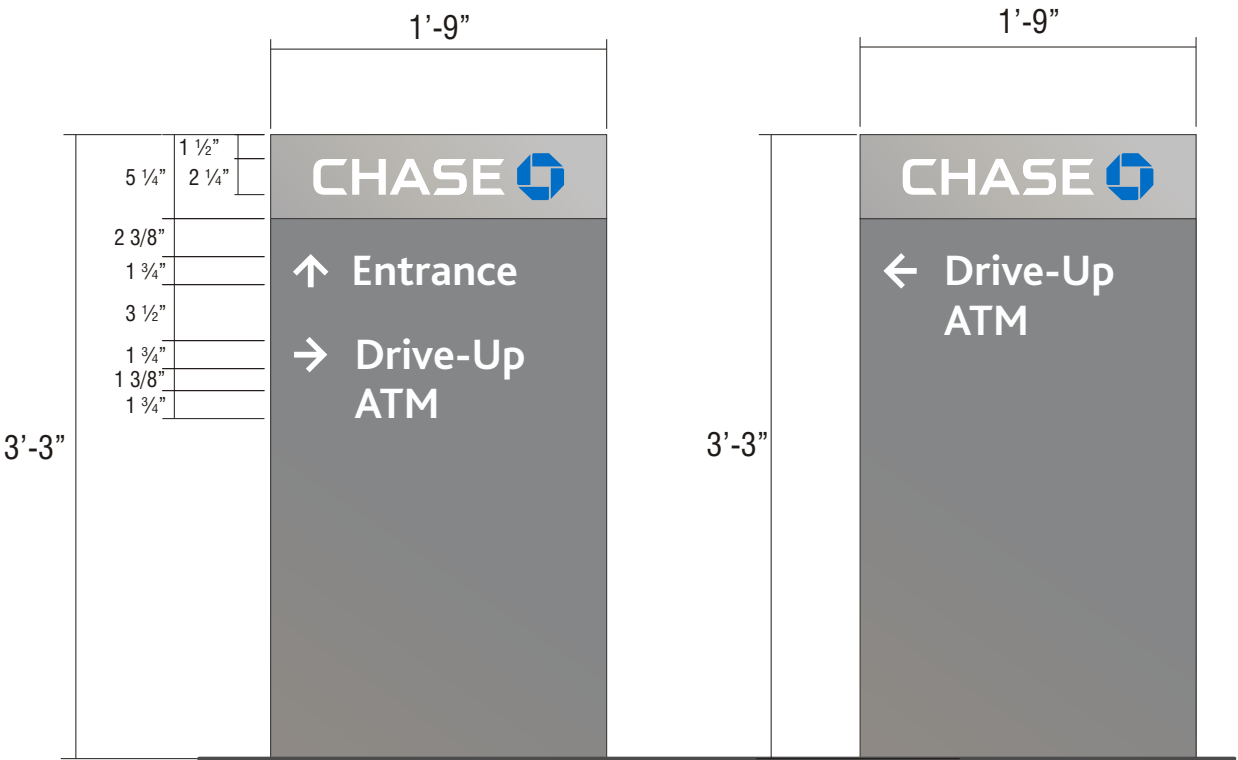 1’-9”
1’-9”
1 ½”
5 ¼”
2 ¼”
CHASE
CHASE
2 3/8”
1 ¾”
Entrance
Drive-Up
ATM
3 ½”
1 ¾”
Drive-Up
1 3/8”
1 ¾”
ATM
3’-3”
3’-3”